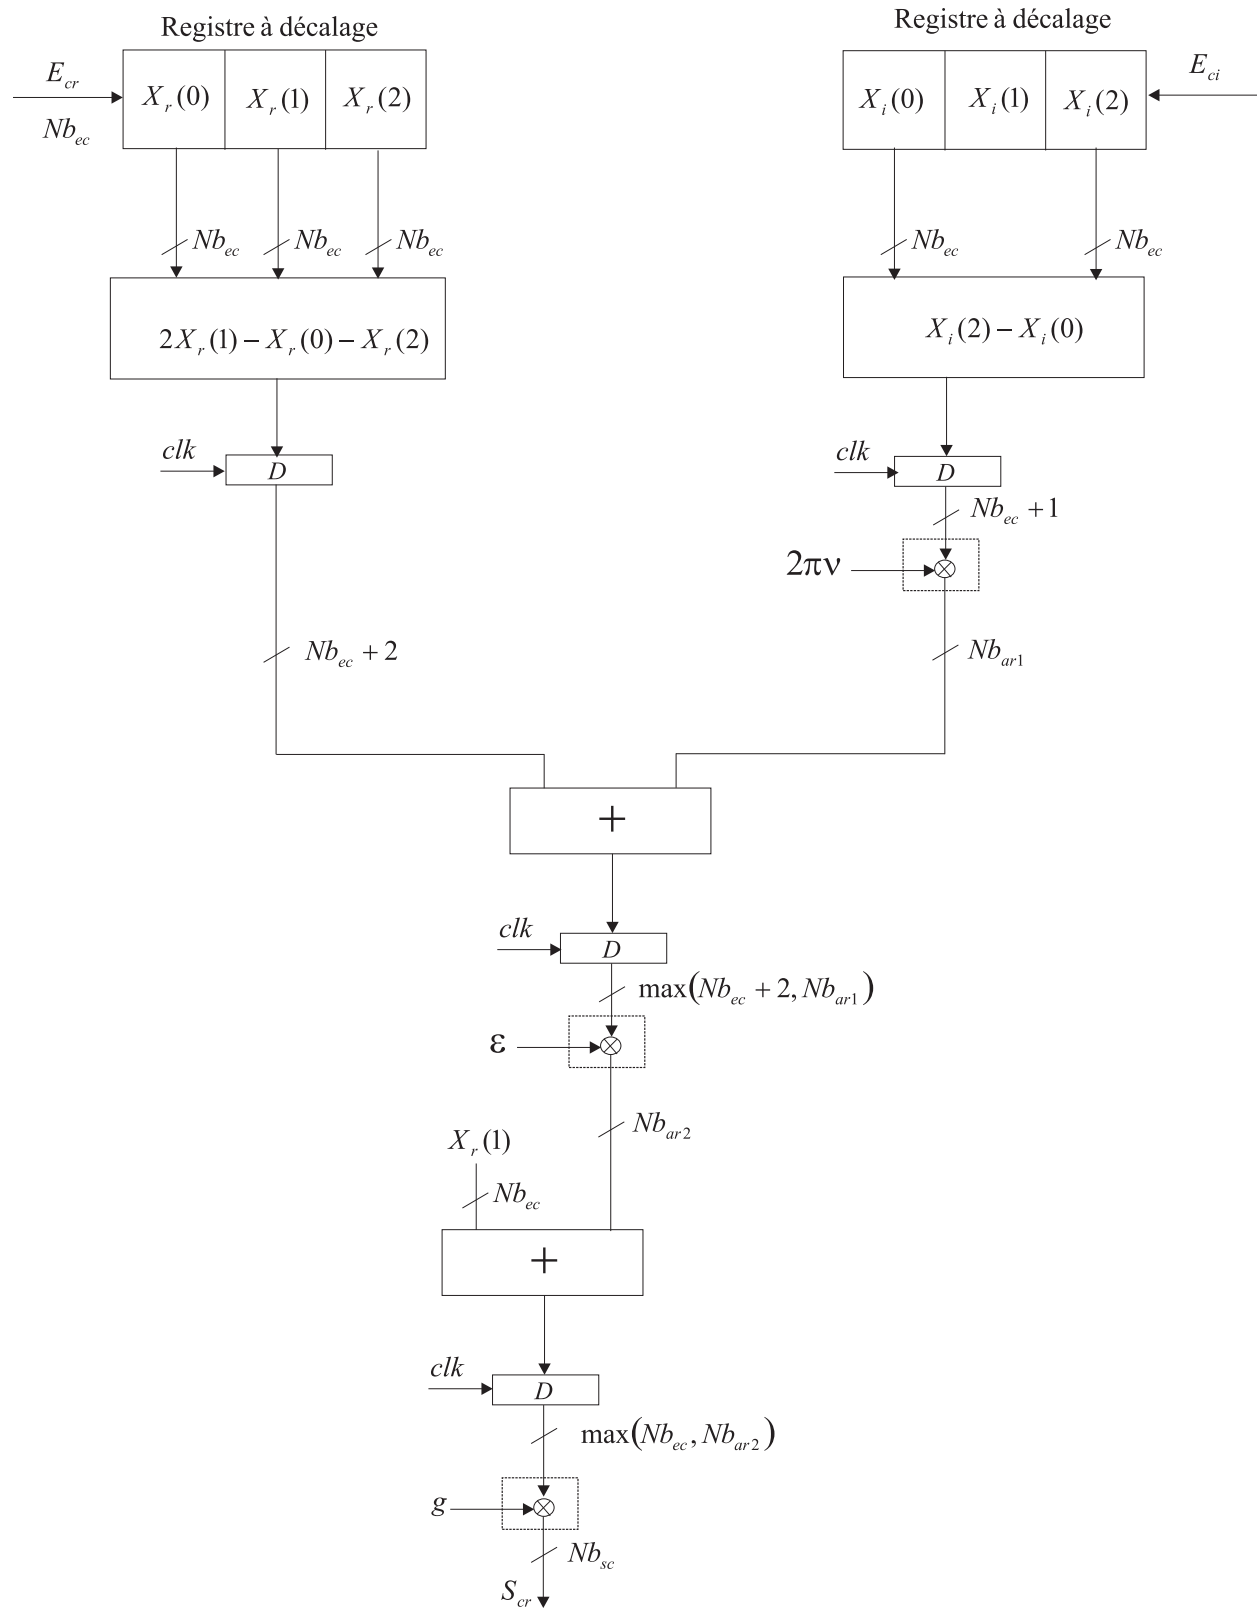 Registre à décalage
Registre à décalage
E_cr
X_r(0) X_r(1) X_r(2)
Nb_ec
X_i(0) X_i(1) X_i(2)
E_ci
Nb_ec Nb_ec Nb_ec
Nb_ec Nb_ec
2X_r(1) − X_r(0) − X_r(2)
X_i(2) − X_i(0)
clk
D
clk
D
Nb_ec + 1
2πν
Nb_ec + 2
Nb_ar1
+
clk
D
max(Nb_ec + 2, Nb_ar1)
ε
Nb_ar2
X_r(1)
Nb_ec
+
clk
D
max(Nb_ec, Nb_ar2)
g
Nb_sc
S_cr